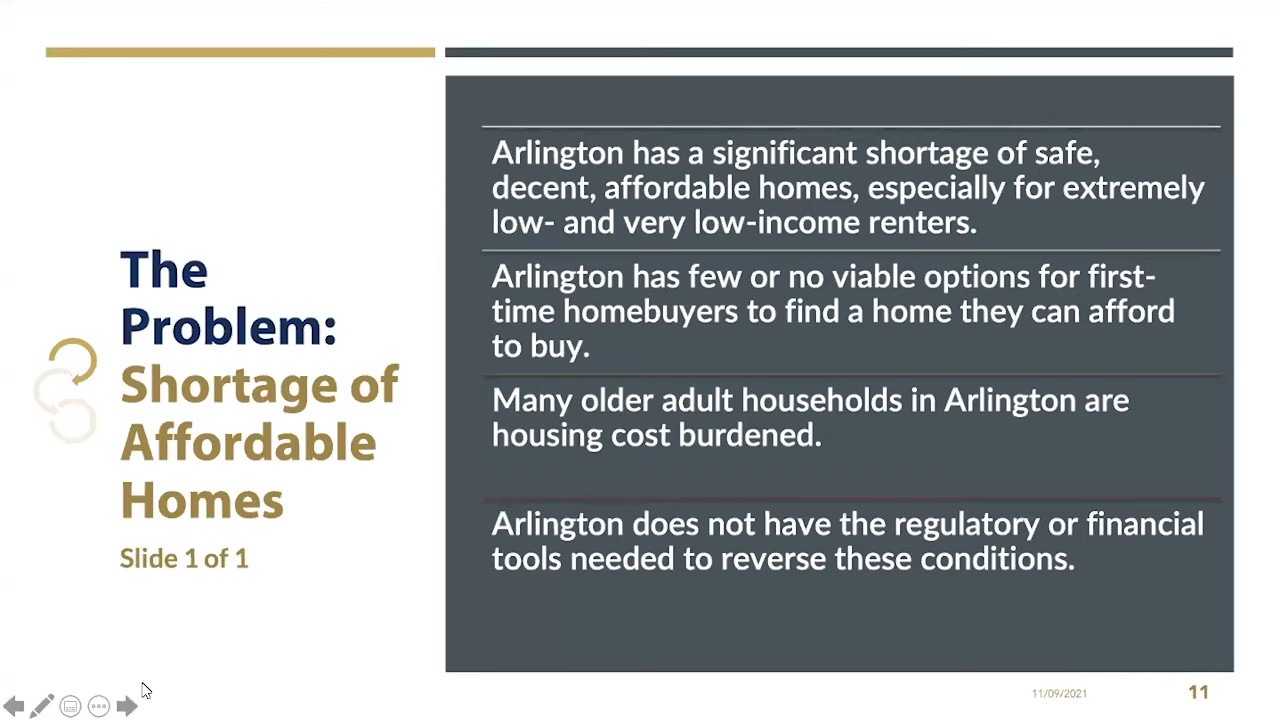 The
Problem:
Shortage of
Affordable
Homes
Slide 1 of 1
Arlington has a significant shortage of safe,
decent, affordable homes, especially for extremely
low- and very low-income renters.
Arlington has few or no viable options for first-
time homebuyers to find a home they can afford
to buy.
Many older adult households in Arlington are
housing cost burdened.
Arlington does not have the regulatory or financial
tools needed to reverse these conditions.
11/09/2021
11